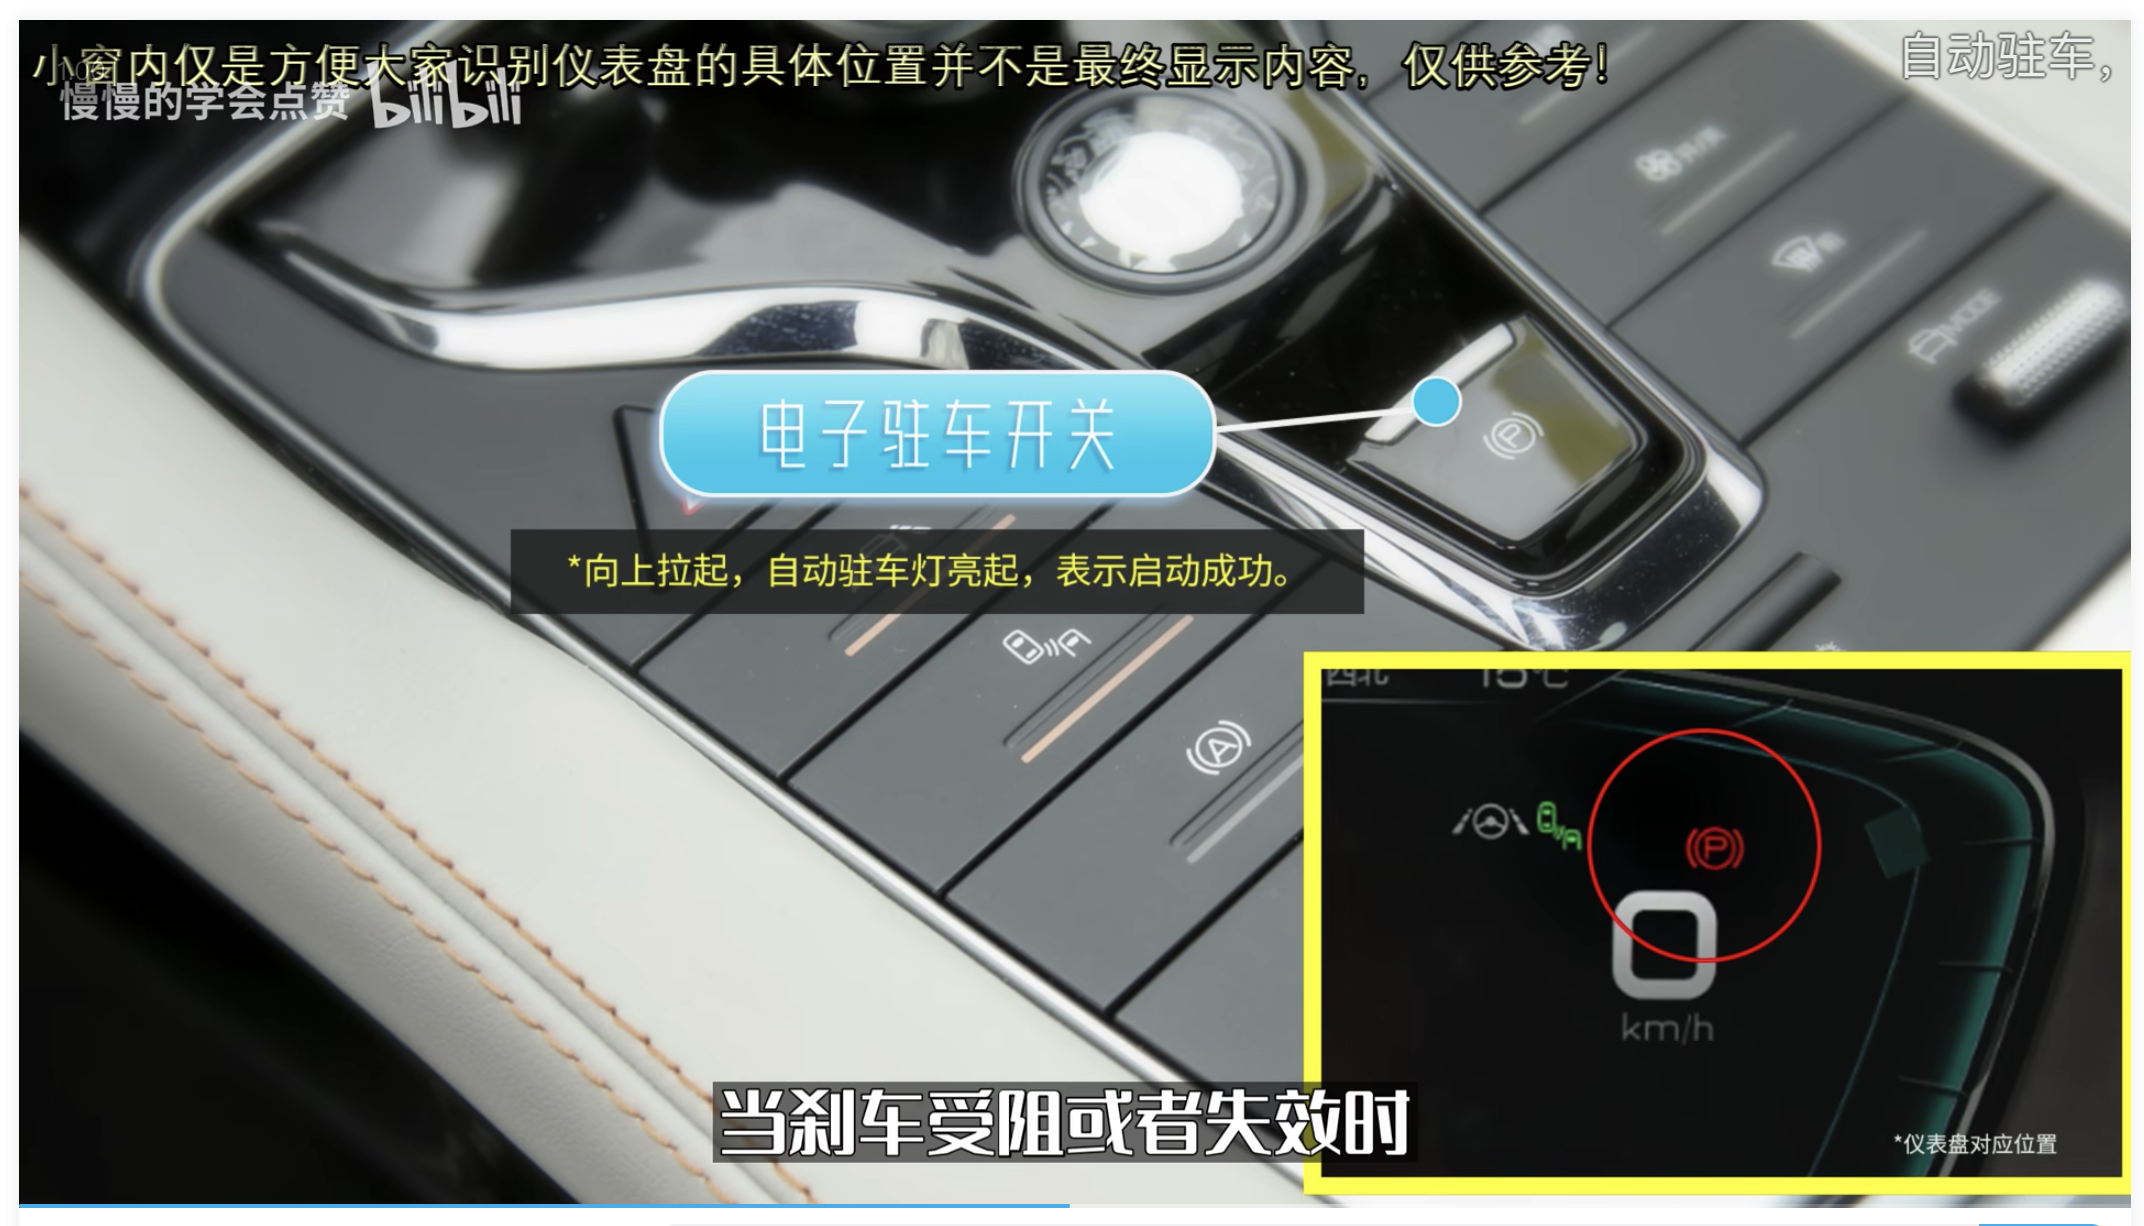 小窗内仅是方便大家识别仪表盘的具体位置并不是最终显示内容，仅供参考！
自动驻车，
慢慢的学会点赞 bilibili
MODE
电子驻车开关
P
*向上拉起，自动驻车灯亮起，表示启动成功。
A
西北 15℃
P
0
km/h
当刹车受阻或者失效时
*仪表盘对应位置